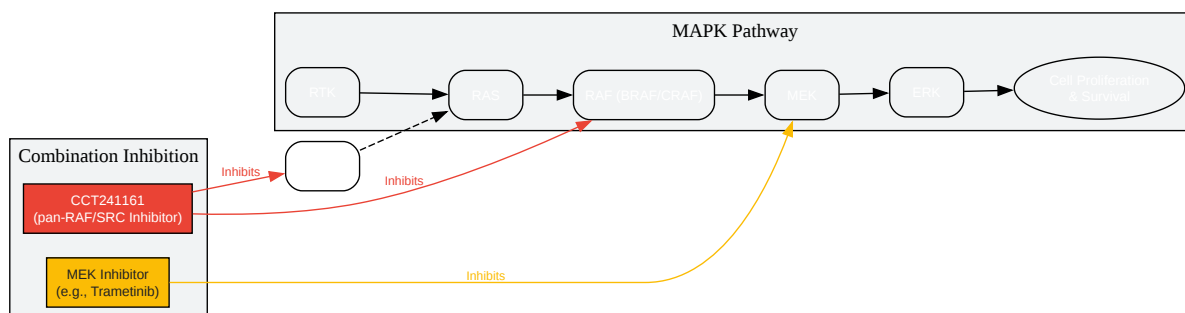 MAPK Pathway
RTK
RAS
RAF (BRAF/CRAF)
MEK
ERK
Cell Proliferation
& Survival
Combination Inhibition
CCT241161
(pan-RAF/SRC Inhibitor)
Inhibits
Inhibits
MEK Inhibitor
(e.g., Trametinib)
Inhibits